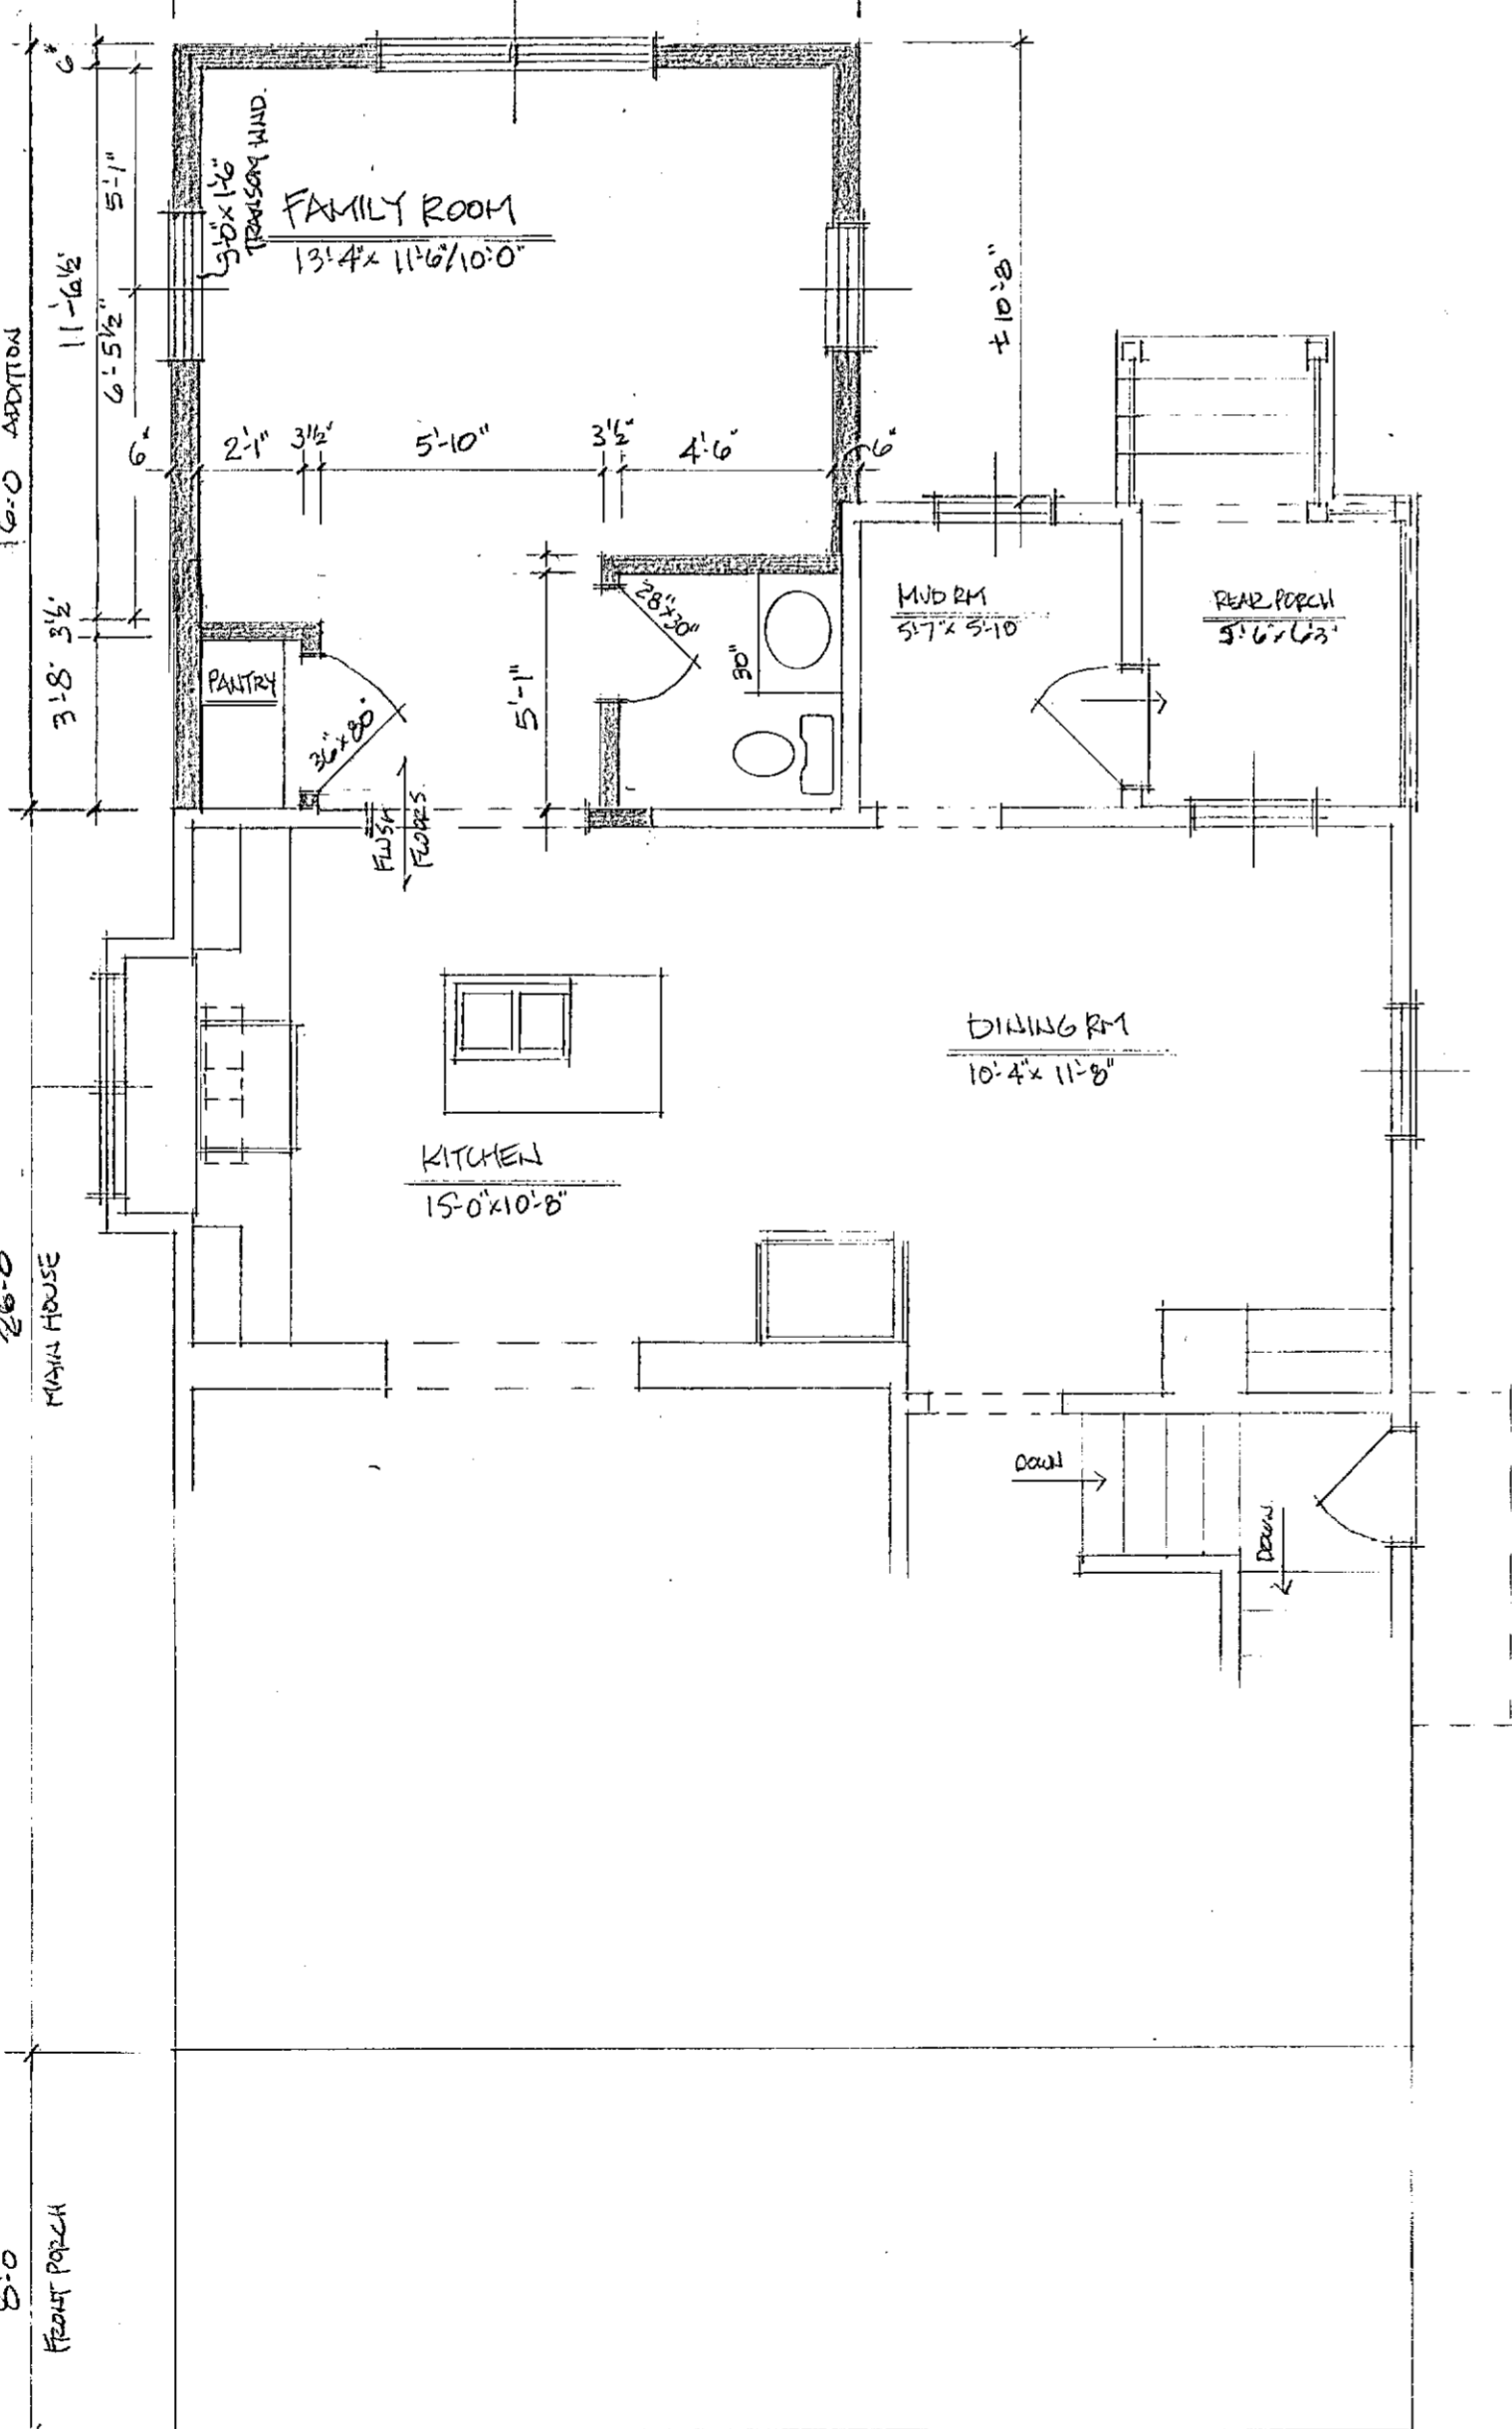 6"
5'-1"
3'-0" x 1'-6"
TRANSOM WND.
FAMILY ROOM
13'-4" x 11'-6"/10'-0"
11'-6½"
6'-5½"
± 10'-8"
16'-0 ADDITION
6"
2'-1"
3½"
5'-10"
3½"
4'-6"
6"
MUD RM
5'-7" x 5'-10
REAR PORCH
28" x 30"
3½"
3'-8"
PANTRY
36" x 80"
5'-1"
30"
FLUSH
FLOORS
DINING RM
10'-4" x 11'-8"
KITCHEN
15'-0" x 10'-8"
26'-0
MAIN HOUSE
DOWN
DOWN
8'-0
FRONT PORCH